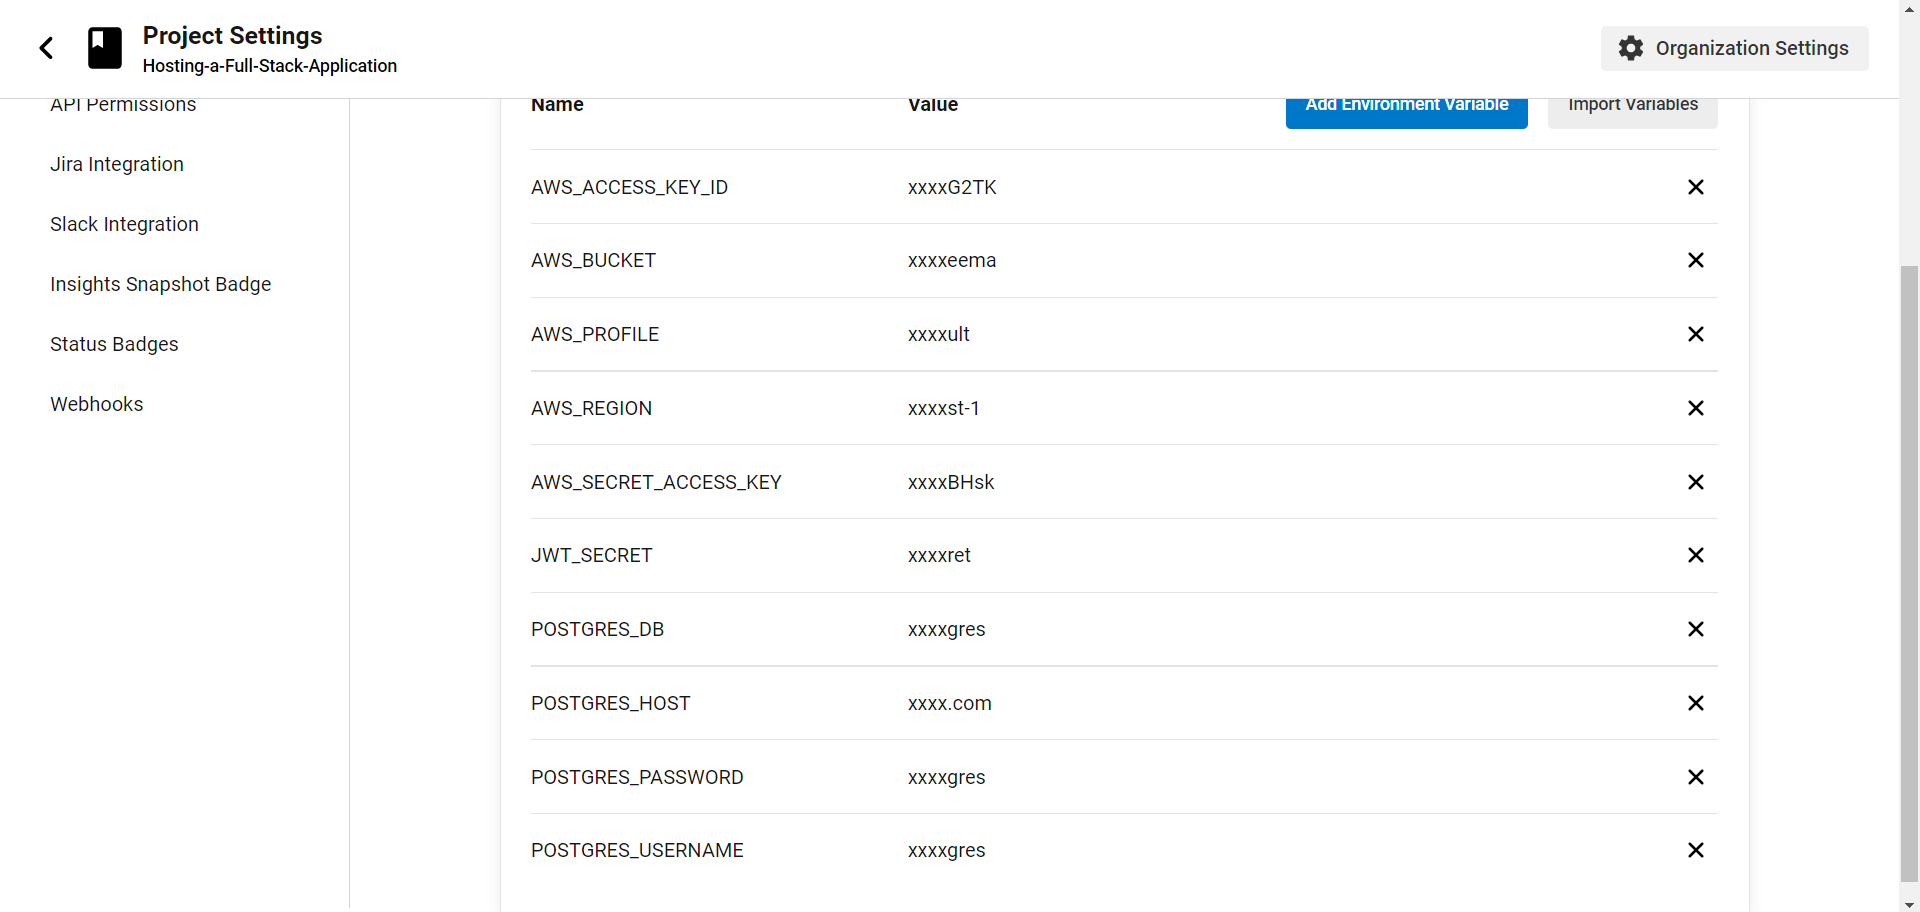 Project Settings
Hosting-a-Full-Stack-Application
Organization Settings
API Permissions
Jira Integration
Slack Integration
Insights Snapshot Badge
Status Badges
Webhooks
Name Value Add Environment Variable Import Variables
AWS_ACCESS_KEY_ID xxxxG2TK
AWS_BUCKET xxxxeema
AWS_PROFILE xxxxult
AWS_REGION xxxxst-1
AWS_SECRET_ACCESS_KEY xxxxBHsk
JWT_SECRET xxxxret
POSTGRES_DB xxxxgres
POSTGRES_HOST xxxx.com
POSTGRES_PASSWORD xxxxgres
POSTGRES_USERNAME xxxxgres